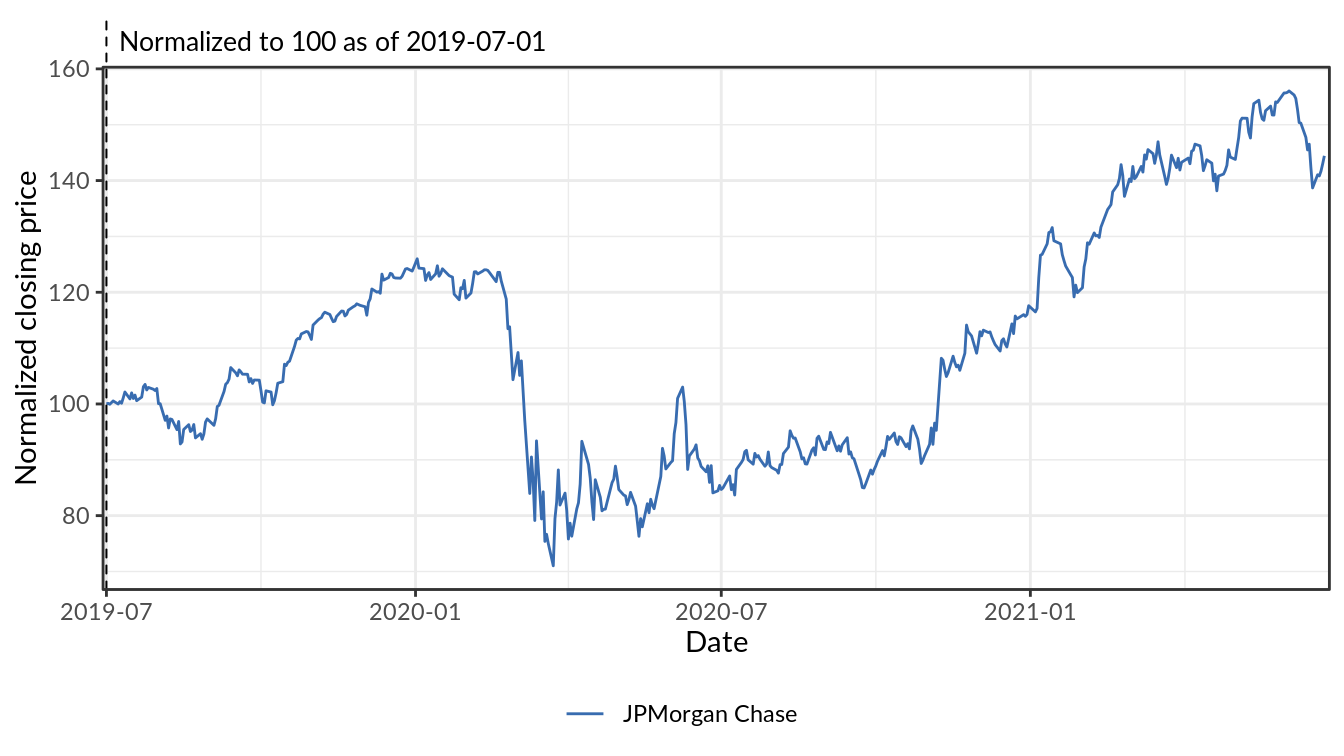 Normalized to 100 as of 2019-07-01
160
140
120
100
80
Normalized closing price
2019-07
2020-01
2020-07
2021-01
Date
JPMorgan Chase